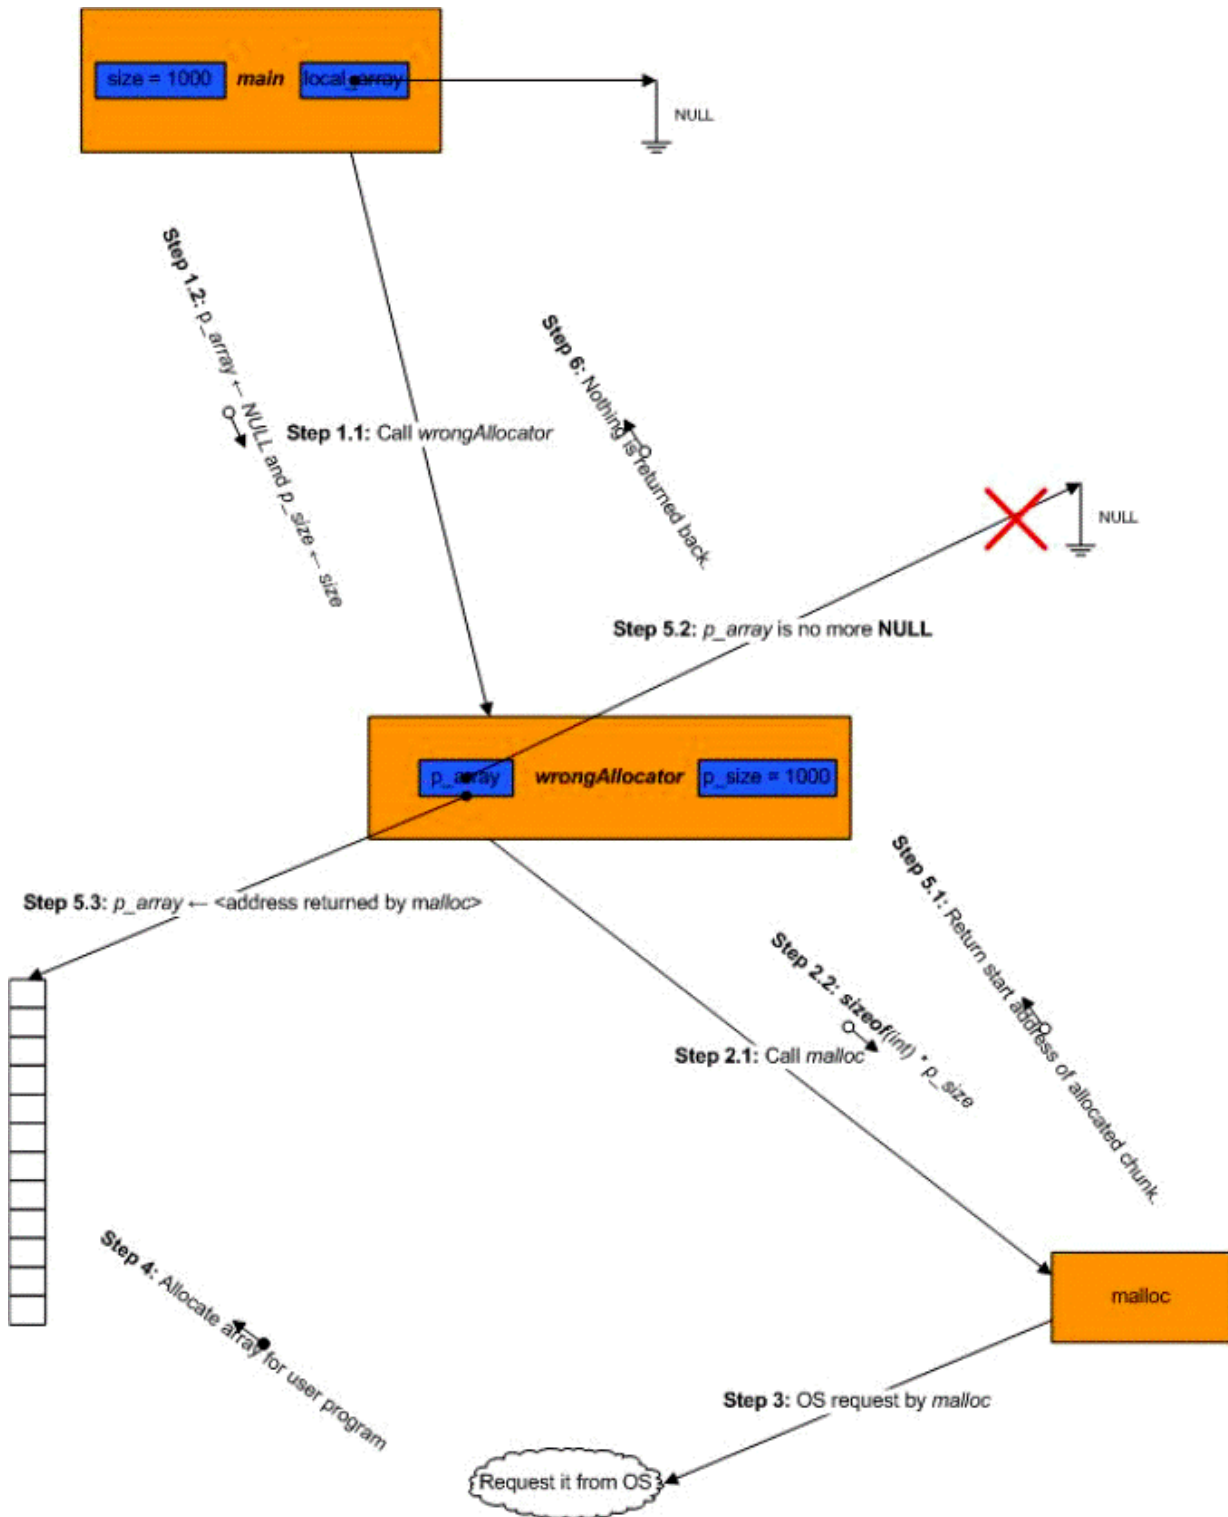 size = 1000
main
local_array
NULL
Step 1.2: p_array ← NULL and p_size ← size
Step 1.1: Call wrongAllocator
Step 6: Nothing is returned back.
NULL
Step 5.2: p_array is no more NULL
p_array
wrongAllocator
p_size = 1000
Step 5.3: p_array ← <address returned by malloc>
Step 5.1: Return start address of allocated chunk.
Step 2.2: sizeof(int) * p_size
Step 2.1: Call malloc
malloc
Step 4: Allocate array for user program
Step 3: OS request by malloc
Request it from OS